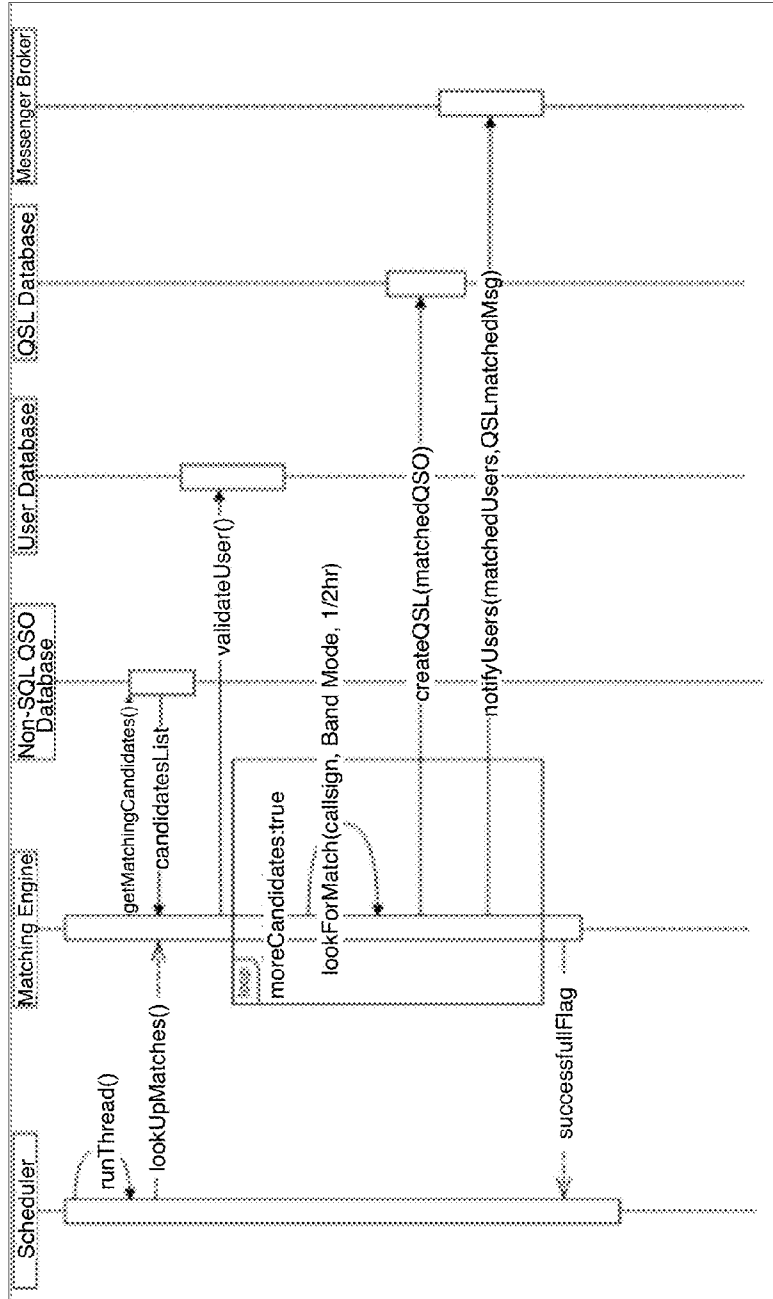 Scheduler
Matching Engine
Non-SQL QSO
Database
User Database
QSL Database
Messenger Broker
runThread()
lookUpMatches()
getMatchingCandidates()
candidatesList
validateUser()
loop
moreCandidates:true
lookForMatch(callsign, Band Mode, 1/2hr)
createQSL(matchedQSO)
notifyUsers(matchedUsers,QSLmatchedMsg)
successfullFlag